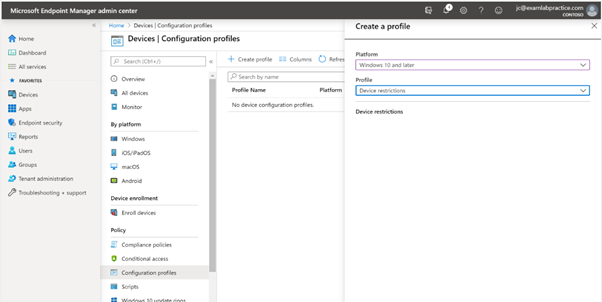 Microsoft Endpoint Manager admin center
1
jc@examlabpractice.com
CONTOSO
Home
Dashboard
All services
FAVORITES
Devices
Apps
Endpoint security
Reports
Users
Groups
Tenant administration
Troubleshooting + support
Home > Devices | Configuration profiles
Devices | Configuration profiles
Search (Ctrl+/)
Overview
All devices
Monitor
By platform
Windows
iOS/iPadOS
macOS
Android
Device enrollment
Enroll devices
Policy
Compliance policies
Conditional access
Configuration profiles
Scripts
Windows 10 update rings
Create profile
Columns
Refres
Search by name
Profile Name Platform
No device configuration profiles.
Create a profile
Platform
Windows 10 and later
Profile
Device restrictions
Device restrictions